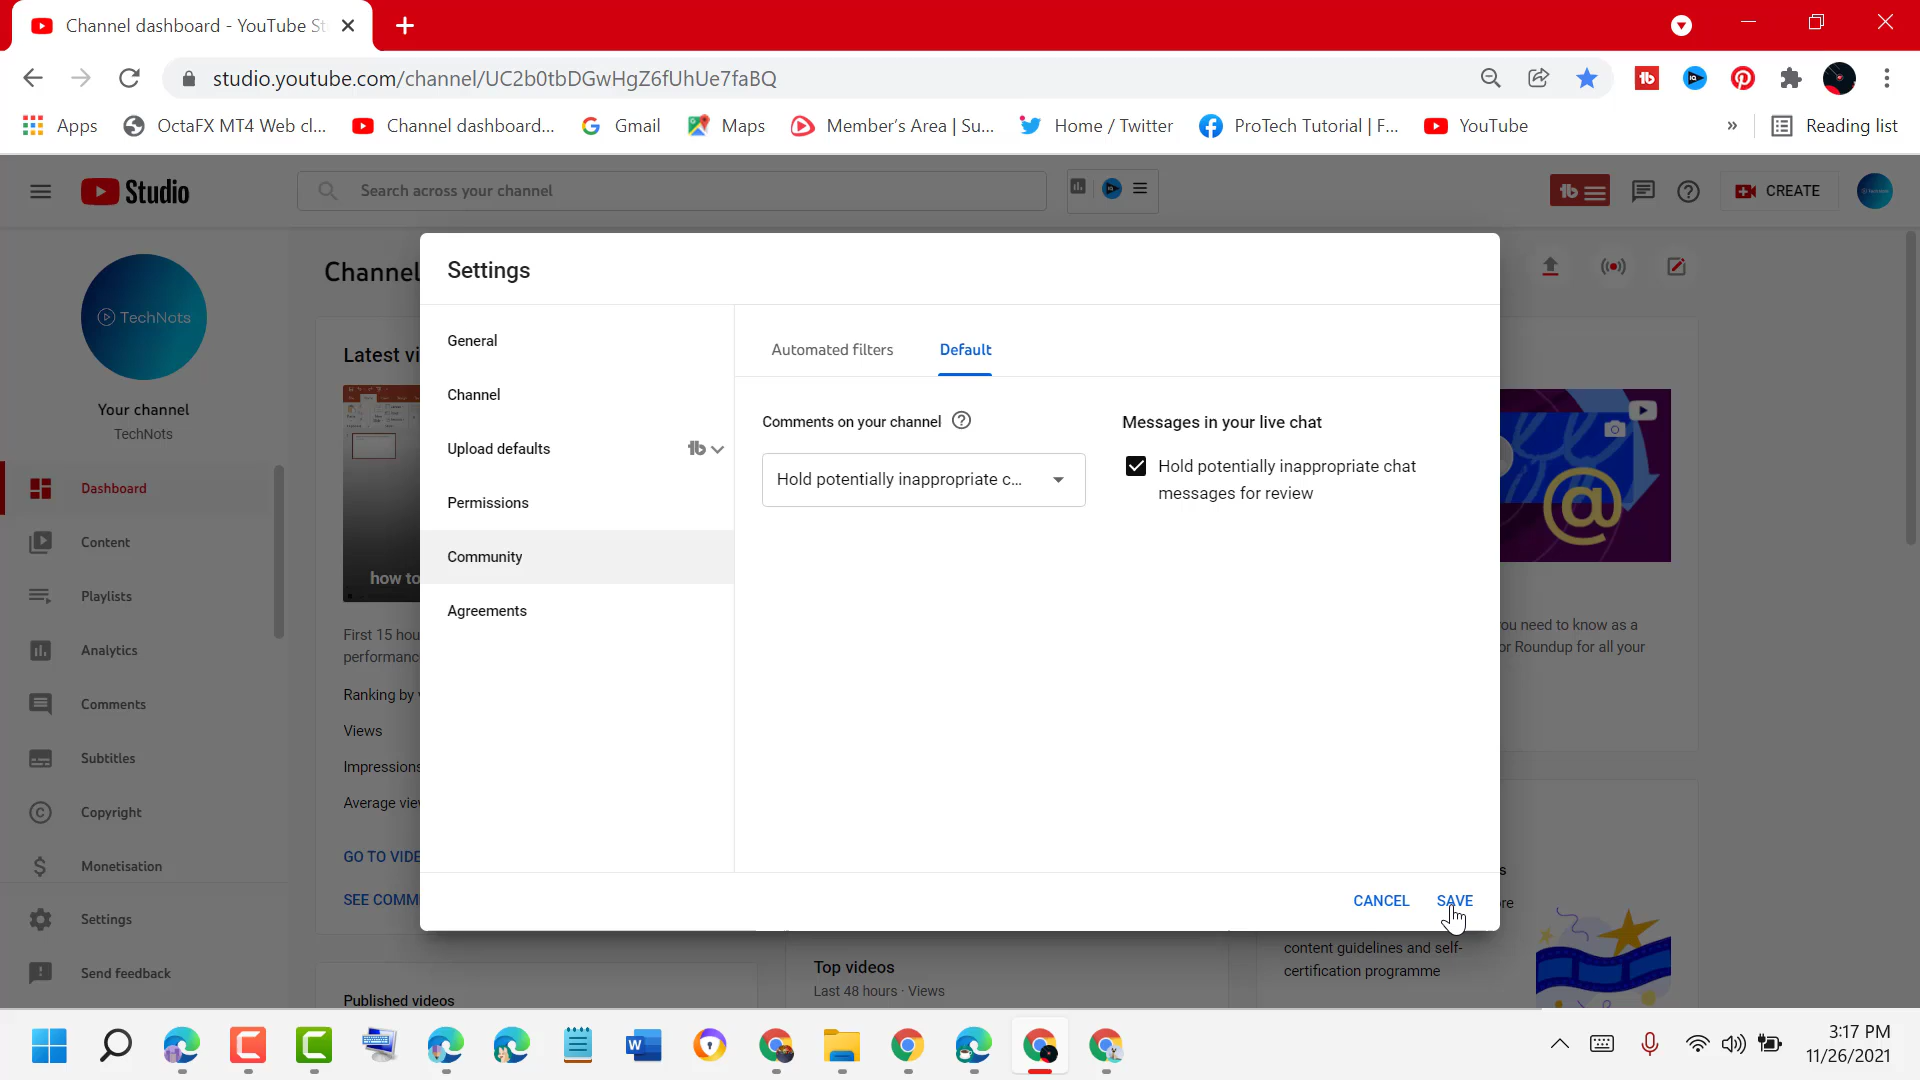 Channel dashboard - YouTube St
studio.youtube.com/channel/UC2b0tbDGwHgZ6fUhUe7faBQ
Apps
OctaFX MT4 Web cl...
Channel dashboard...
Gmail
Maps
Member's Area | Su...
Home / Twitter
ProTech Tutorial | F...
YouTube
»
Reading list
Studio
Search across your channel
CREATE
TechNots
Your channel
TechNots
Dashboard
Content
Playlists
Analytics
Comments
Subtitles
Copyright
Monetisation
Settings
Send feedback
Channel
Latest vi
how to
First 15 hou
performanc
Ranking by
Views
Impressions
Average vie
GO TO VIDE
SEE COMM
Published videos
Settings
General
Channel
Upload defaults
Permissions
Community
Agreements
Automated filters
Default
Comments on your channel
Hold potentially inappropriate c...
Messages in your live chat
Hold potentially inappropriate chat
messages for review
CANCEL
SAVE
Top videos
Last 48 hours · Views
@
ou need to know as a
or Roundup for all your
s
re
content guidelines and self-
certification programme
3:17 PM
11/26/2021